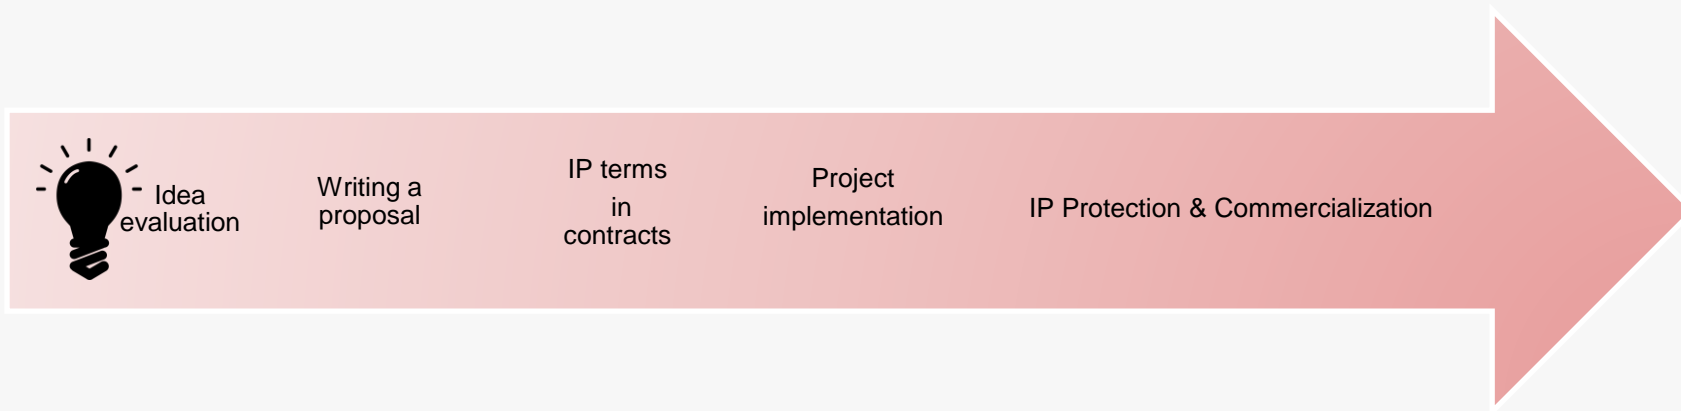 Idea
evaluation
Writing a
proposal
IP terms
in
contracts
Project
implementation
IP Protection & Commercialization